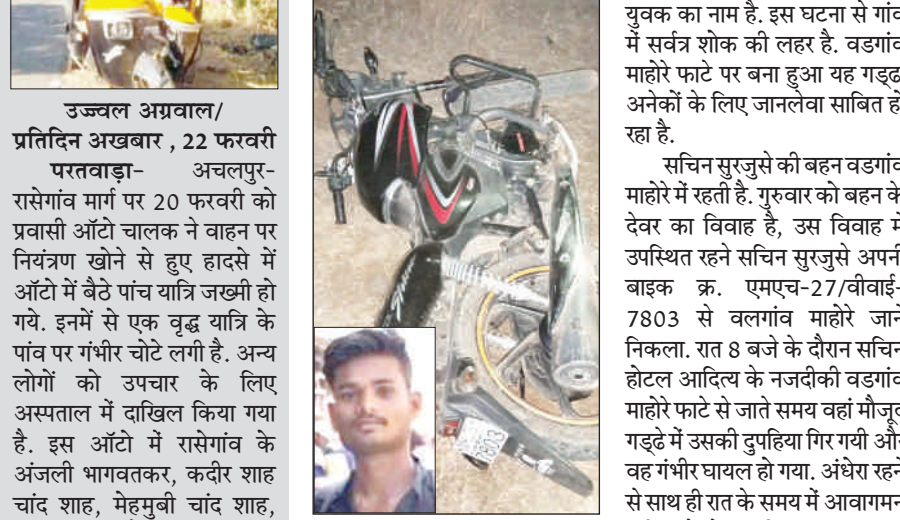 उज्ज्वल अग्रवाल/
प्रतिदिन अखबार , 22 फरवरी
परतवाड़ा- अचलपुर-
रासेगांव मार्ग पर 20 फरवरी को
प्रवासी ऑटो चालक ने वाहन पर
नियंत्रण खोने से हुए हादसे में
ऑटो में बैठे पांच यात्रि जख्मी हो
गये. इनमें से एक वृद्ध यात्रि के
पांव पर गंभीर चोटे लगी है. अन्य
लोगों को उपचार के लिए
अस्पताल में दाखिल किया गया
है. इस ऑटो में रासेगांव के
अंजली भागवतकर, कदीर शाह
चांद शाह, मेहमुबी चांद शाह,
7803
युवक का नाम है. इस घटना से गांव
में सर्वत्र शोक की लहर है. वडगांव
माहोरे फाटे पर बना हुआ यह गड्ढा
अनेकों के लिए जानलेवा साबित हो
रहा है.
सचिन सुरजुसे की बहन वडगांव
माहोरे में रहती है. गुरुवार को बहन के
देवर का विवाह है, उस विवाह में
उपस्थित रहने सचिन सुरजुसे अपनी
बाइक क्र. एमएच-27/वीवाई-
7803 से वलगांव माहोरे जाने
निकला. रात 8 बजे के दौरान सचिन
होटल आदित्य के नजदीकी वडगांव
माहोरे फाटे से जाते समय वहां मौजूद
गड्ढे में उसकी दुपहिया गिर गयी और
वह गंभीर घायल हो गया. अंधेरा रहने
से साथ ही रात के समय में आवागमन